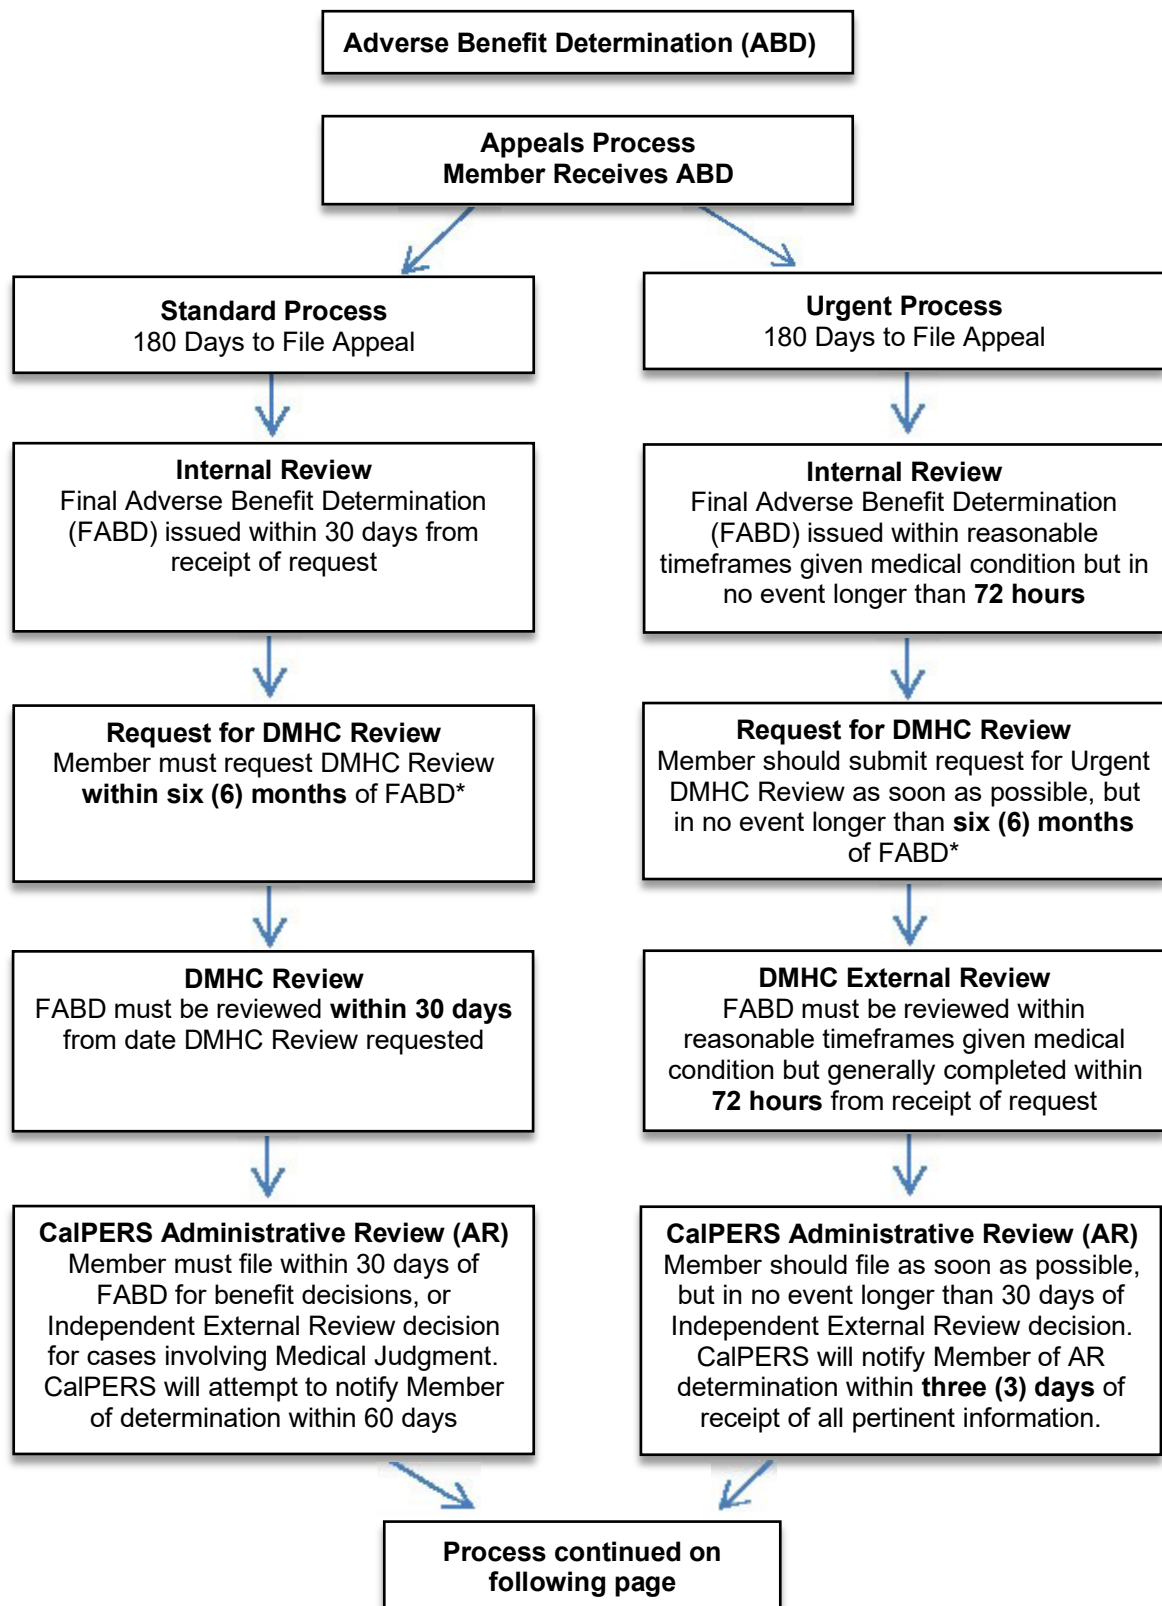 Adverse Benefit Determination (ABD)
Appeals Process
Member Receives ABD
Standard Process
180 Days to File Appeal
Internal Review
Final Adverse Benefit Determination
(FABD) issued within 30 days from
receipt of request
Request for DMHC Review
Member must request DMHC Review
within six (6) months of FABD*
DMHC Review
FABD must be reviewed within 30 days
from date DMHC Review requested
CalPERS Administrative Review (AR)
Member must file within 30 days of
FABD for benefit decisions, or
Independent External Review decision
for cases involving Medical Judgment.
CalPERS will attempt to notify Member
of determination within 60 days
Urgent Process
180 Days to File Appeal
Internal Review
Final Adverse Benefit Determination
(FABD) issued within reasonable
timeframes given medical condition but in
no event longer than 72 hours
Request for DMHC Review
Member should submit request for Urgent
DMHC Review as soon as possible, but
in no event longer than six (6) months
of FABD*
DMHC External Review
FABD must be reviewed within
reasonable timeframes given medical
condition but generally completed within
72 hours from receipt of request
CalPERS Administrative Review (AR)
Member should file as soon as possible,
but in no event longer than 30 days of
Independent External Review decision.
CalPERS will notify Member of AR
determination within three (3) days of
receipt of all pertinent information.
Process continued on
following page